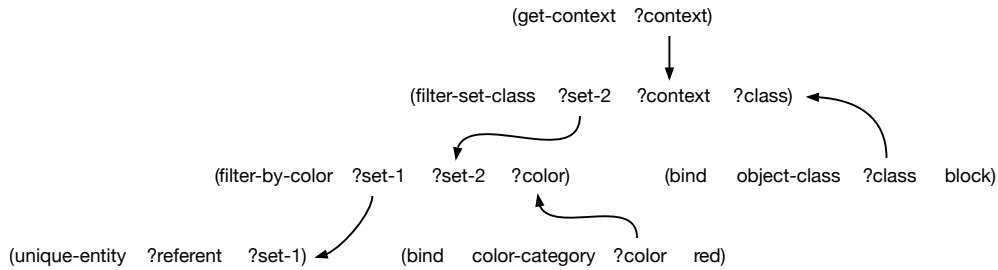 (get-context ?context)
(filter-set-class ?set-2 ?context ?class)
(filter-by-color ?set-1 ?set-2 ?color) (bind object-class ?class block)
(unique-entity ?referent ?set-1) (bind color-category ?color red)